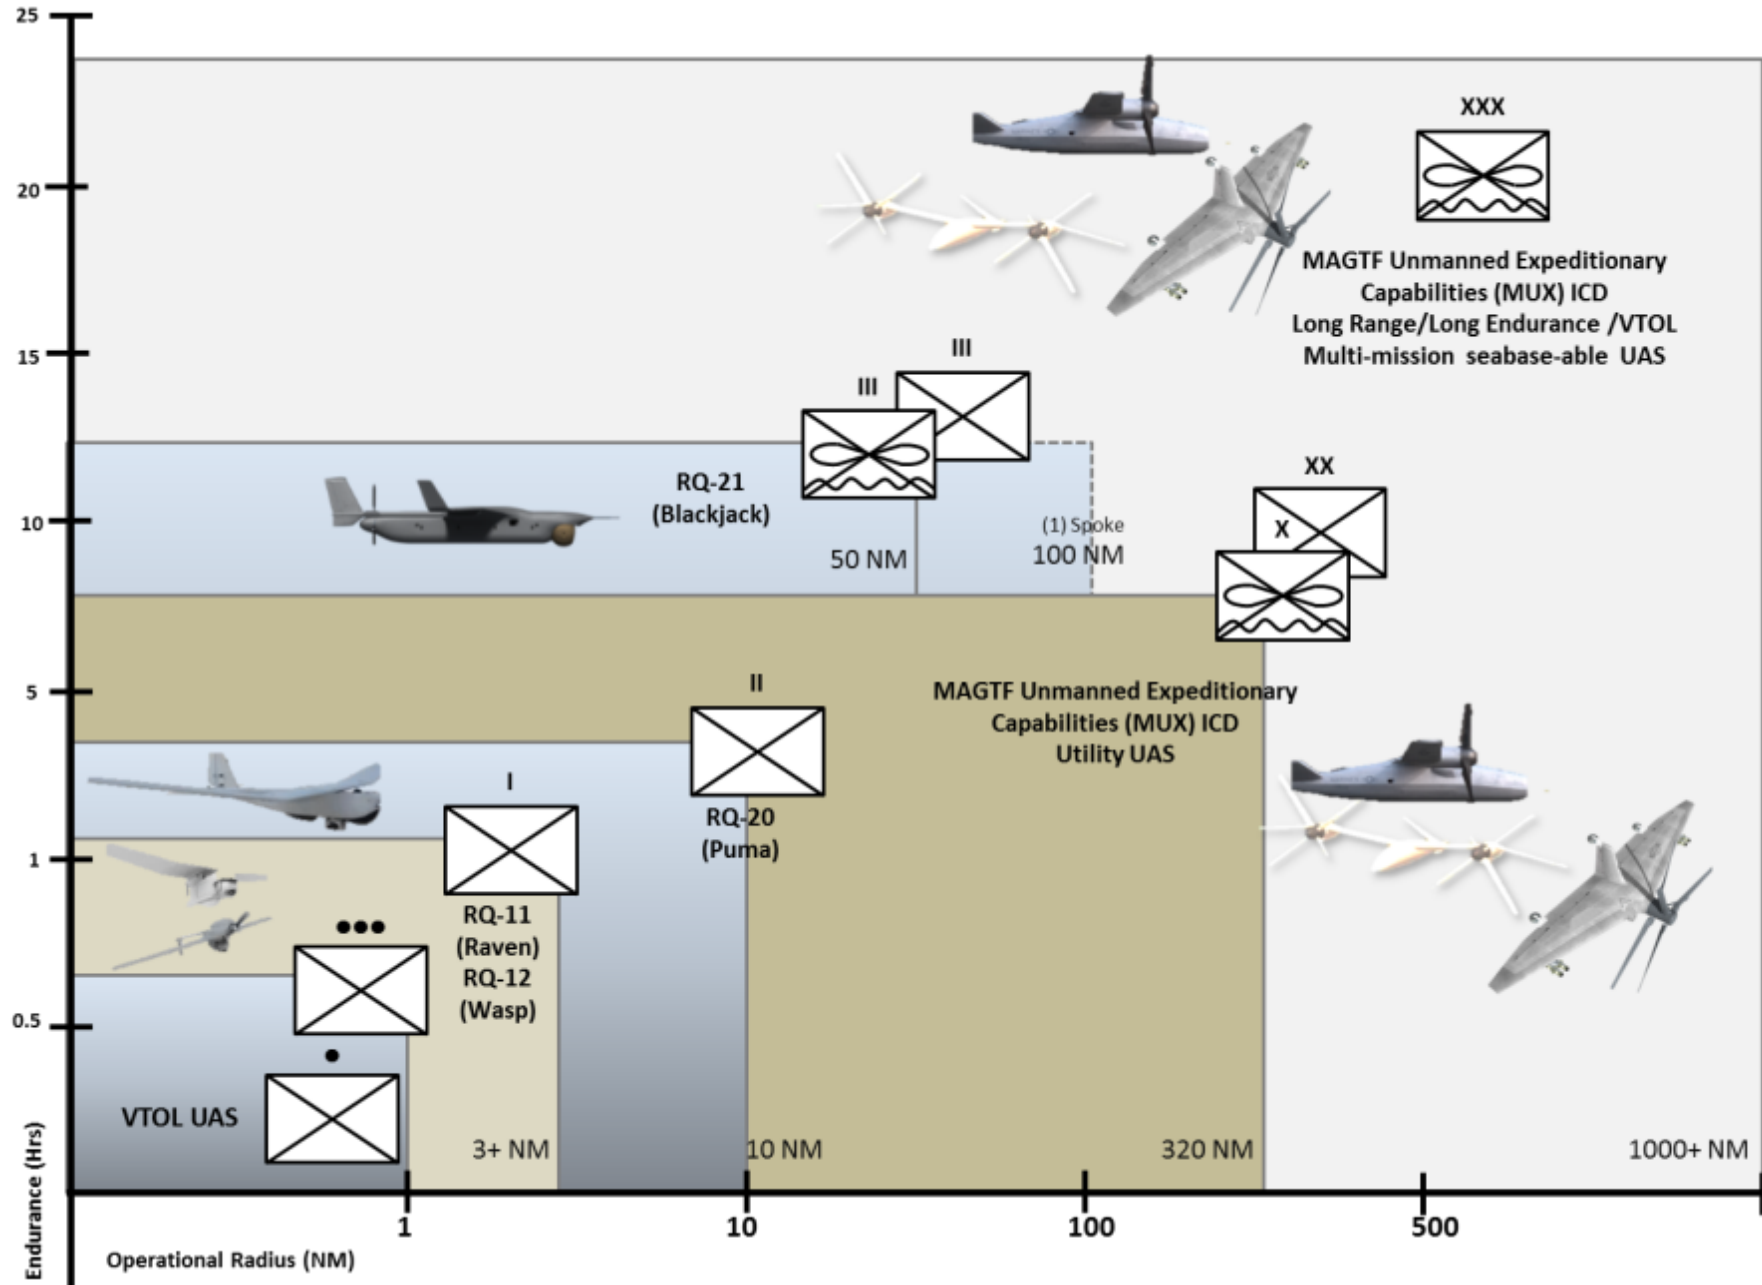 25
20
15
10
5
1
0.5
Endurance (Hrs)
XXX
MAGTF Unmanned Expeditionary
Capabilities (MUX) ICD
Long Range/Long Endurance /VTOL
Multi-mission seabase-able UAS
III
III
RQ-21
(Blackjack)
50 NM
(1) Spoke
100 NM
XX
X
MAGTF Unmanned Expeditionary
Capabilities (MUX) ICD
Utility UAS
II
RQ-20
(Puma)
I
RQ-11
(Raven)
RQ-12
(Wasp)
VTOL UAS
3+ NM
10 NM
320 NM
1000+ NM
1
10
100
500
Operational Radius (NM)